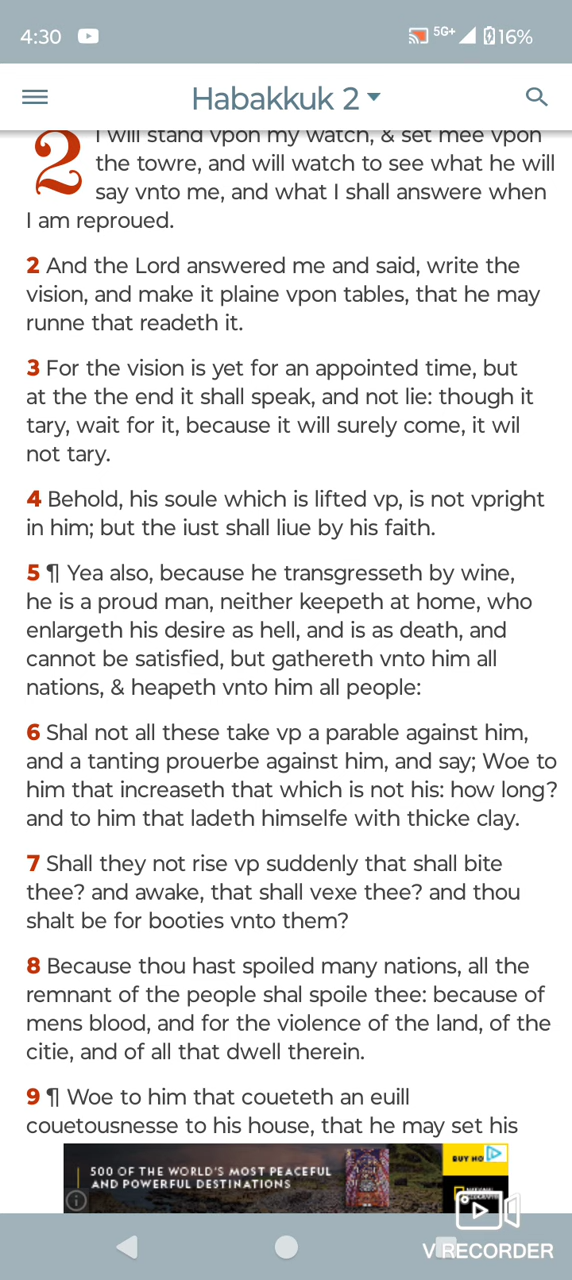 4:30 5G+ 16%
Habakkuk 2
2 I will stand vpon my watch, & set mee vpon
the towre, and will watch to see what he will
say vnto me, and what I shall answere when
I am reproued.
2 And the Lord answered me and said, write the
vision, and make it plaine vpon tables, that he may
runne that readeth it.
3 For the vision is yet for an appointed time, but
at the the end it shall speak, and not lie: though it
tary, wait for it, because it will surely come, it wil
not tary.
4 Behold, his soule which is lifted vp, is not vpright
in him; but the iust shall liue by his faith.
5 ¶ Yea also, because he transgresseth by wine,
he is a proud man, neither keepeth at home, who
enlargeth his desire as hell, and is as death, and
cannot be satisfied, but gathereth vnto him all
nations, & heapeth vnto him all people:
6 Shal not all these take vp a parable against him,
and a tanting prouerbe against him, and say; Woe to
him that increaseth that which is not his: how long?
and to him that ladeth himselfe with thicke clay.
7 Shall they not rise vp suddenly that shall bite
thee? and awake, that shall vexe thee? and thou
shalt be for booties vnto them?
8 Because thou hast spoiled many nations, all the
remnant of the people shal spoile thee: because of
mens blood, and for the violence of the land, of the
citie, and of all that dwell therein.
9 ¶ Woe to him that coueteth an euill
couetousnesse to his house, that he may set his
500 OF THE WORLD'S MOST PEACEFUL
AND POWERFUL DESTINATIONS
BUY NO
V RECORDER